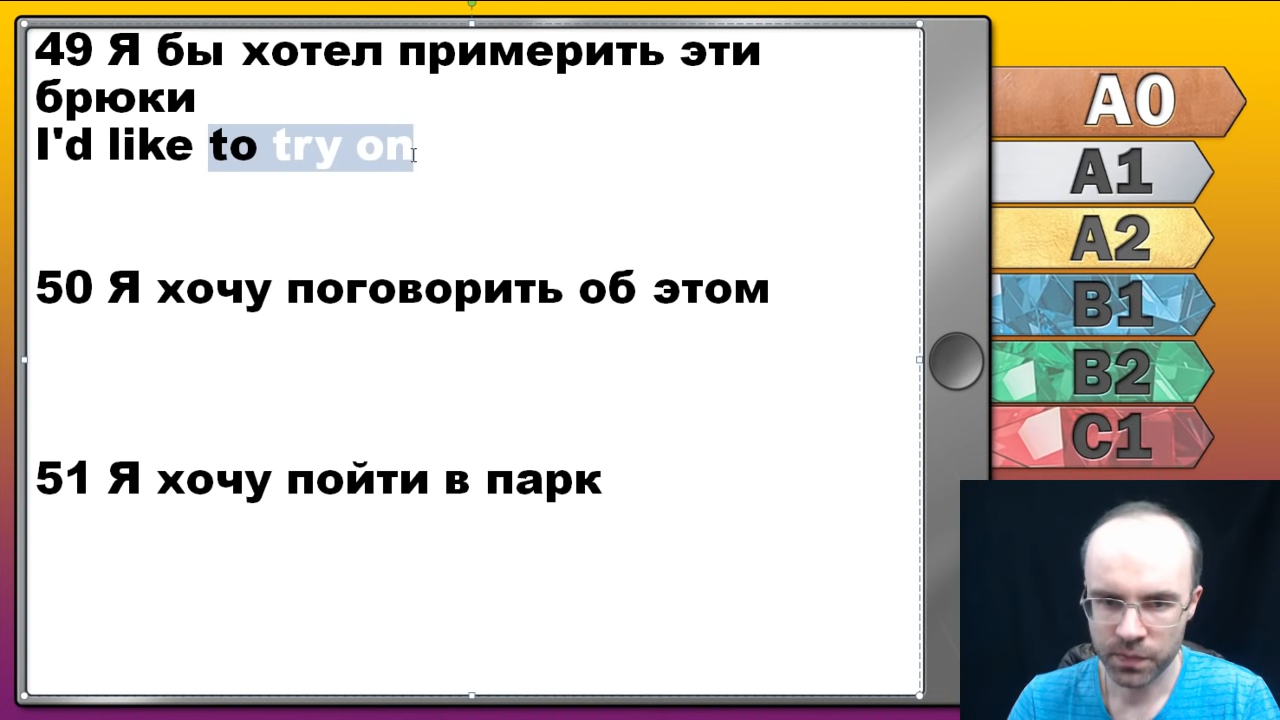 49 Я бы хотел примерить эти
брюки
I'd like to try on
50 Я хочу поговорить об этом
51 Я хочу пойти в парк
A0
A1
A2
B1
B2
C1